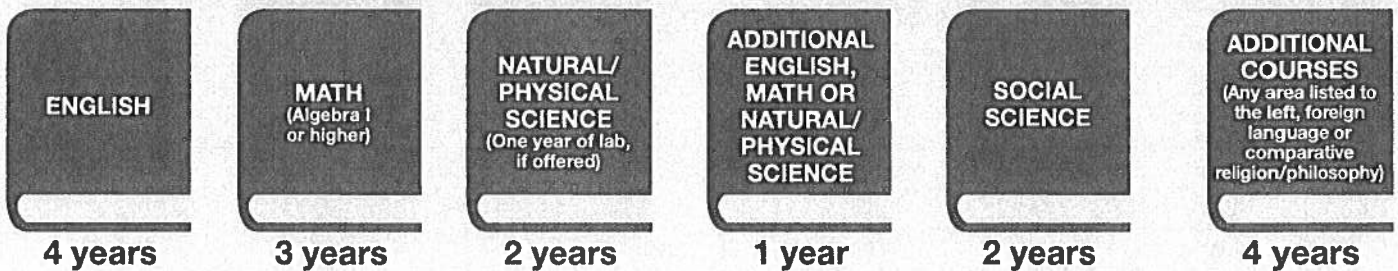 ENGLISH
4 years
MATH
(Algebra I
or higher)
3 years
NATURAL/
PHYSICAL
SCIENCE
(One year of lab,
if offered)
2 years
ADDITIONAL
ENGLISH,
MATH OR
NATURAL/
PHYSICAL
SCIENCE
1 year
SOCIAL
SCIENCE
2 years
ADDITIONAL
COURSES
(Any area listed to
the left, foreign
language or
comparative
religion/philosophy)
4 years